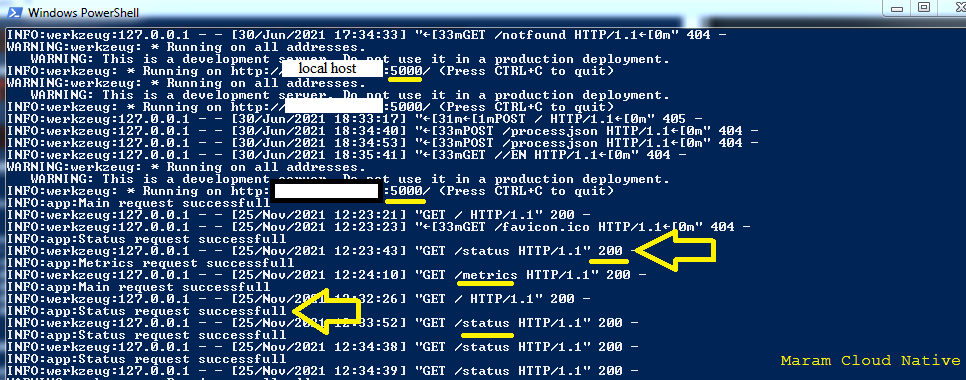 Windows PowerShell
INFO:werkzeug:127.0.0.1 - - [30/Jun/2021 17:34:33] "←[33mGET /notfound HTTP/1.1←[0m" 404 -
WARNING:werkzeug: * Running on all addresses.
WARNING: This is a development server. Do not use it in a production deployment.
INFO:werkzeug: * Running on http:// local host :5000/ (Press CTRL+C to quit)
WARNING:werkzeug: * Running on all addresses.
WARNING: This is a development server. Do not use it in a production deployment.
INFO:werkzeug: * Running on http:// :5000/ (Press CTRL+C to quit)
INFO:werkzeug:127.0.0.1 - - [30/Jun/2021 18:33:17] "←[31m←[1mPOST / HTTP/1.1←[0m" 405 -
INFO:werkzeug:127.0.0.1 - - [30/Jun/2021 18:34:40] "←[33mPOST /processjson HTTP/1.1←[0m" 404 -
INFO:werkzeug:127.0.0.1 - - [30/Jun/2021 18:34:53] "←[33mPOST /processjson HTTP/1.1←[0m" 404 -
INFO:werkzeug:127.0.0.1 - - [30/Jun/2021 18:35:41] "←[33mGET //EN HTTP/1.1←[0m" 404 -
WARNING:werkzeug: * Running on all addresses.
WARNING: This is a development server. Do not use it in a production deployment.
INFO:werkzeug: * Running on http: :5000/ (Press CTRL+C to quit)
INFO:app:Main request successfull
INFO:werkzeug:127.0.0.1 - - [25/Nov/2021 12:23:21] "GET / HTTP/1.1" 200 -
INFO:werkzeug:127.0.0.1 - - [25/Nov/2021 12:23:23] "←[33mGET /favicon.ico HTTP/1.1←[0m" 404 -
INFO:app:Status request successfull
INFO:werkzeug:127.0.0.1 - - [25/Nov/2021 12:23:43] "GET /status HTTP/1.1" 200 -
INFO:app:Metrics request successfull
INFO:werkzeug:127.0.0.1 - - [25/Nov/2021 12:24:10] "GET /metrics HTTP/1.1" 200 -
INFO:app:Main request successfull
INFO:werkzeug:127.0.0.1 - - [25/Nov/2021 12:32:26] "GET / HTTP/1.1" 200 -
INFO:app:Status request successfull
INFO:werkzeug:127.0.0.1 - - [25/Nov/2021 12:33:52] "GET /status HTTP/1.1" 200 -
INFO:app:Status request successfull
INFO:werkzeug:127.0.0.1 - - [25/Nov/2021 12:34:38] "GET /status HTTP/1.1" 200 -
INFO:app:Status request successfull
INFO:werkzeug:127.0.0.1 - - [25/Nov/2021 12:34:39] "GET /status HTTP/1.1" 200 -
Maram Cloud Native